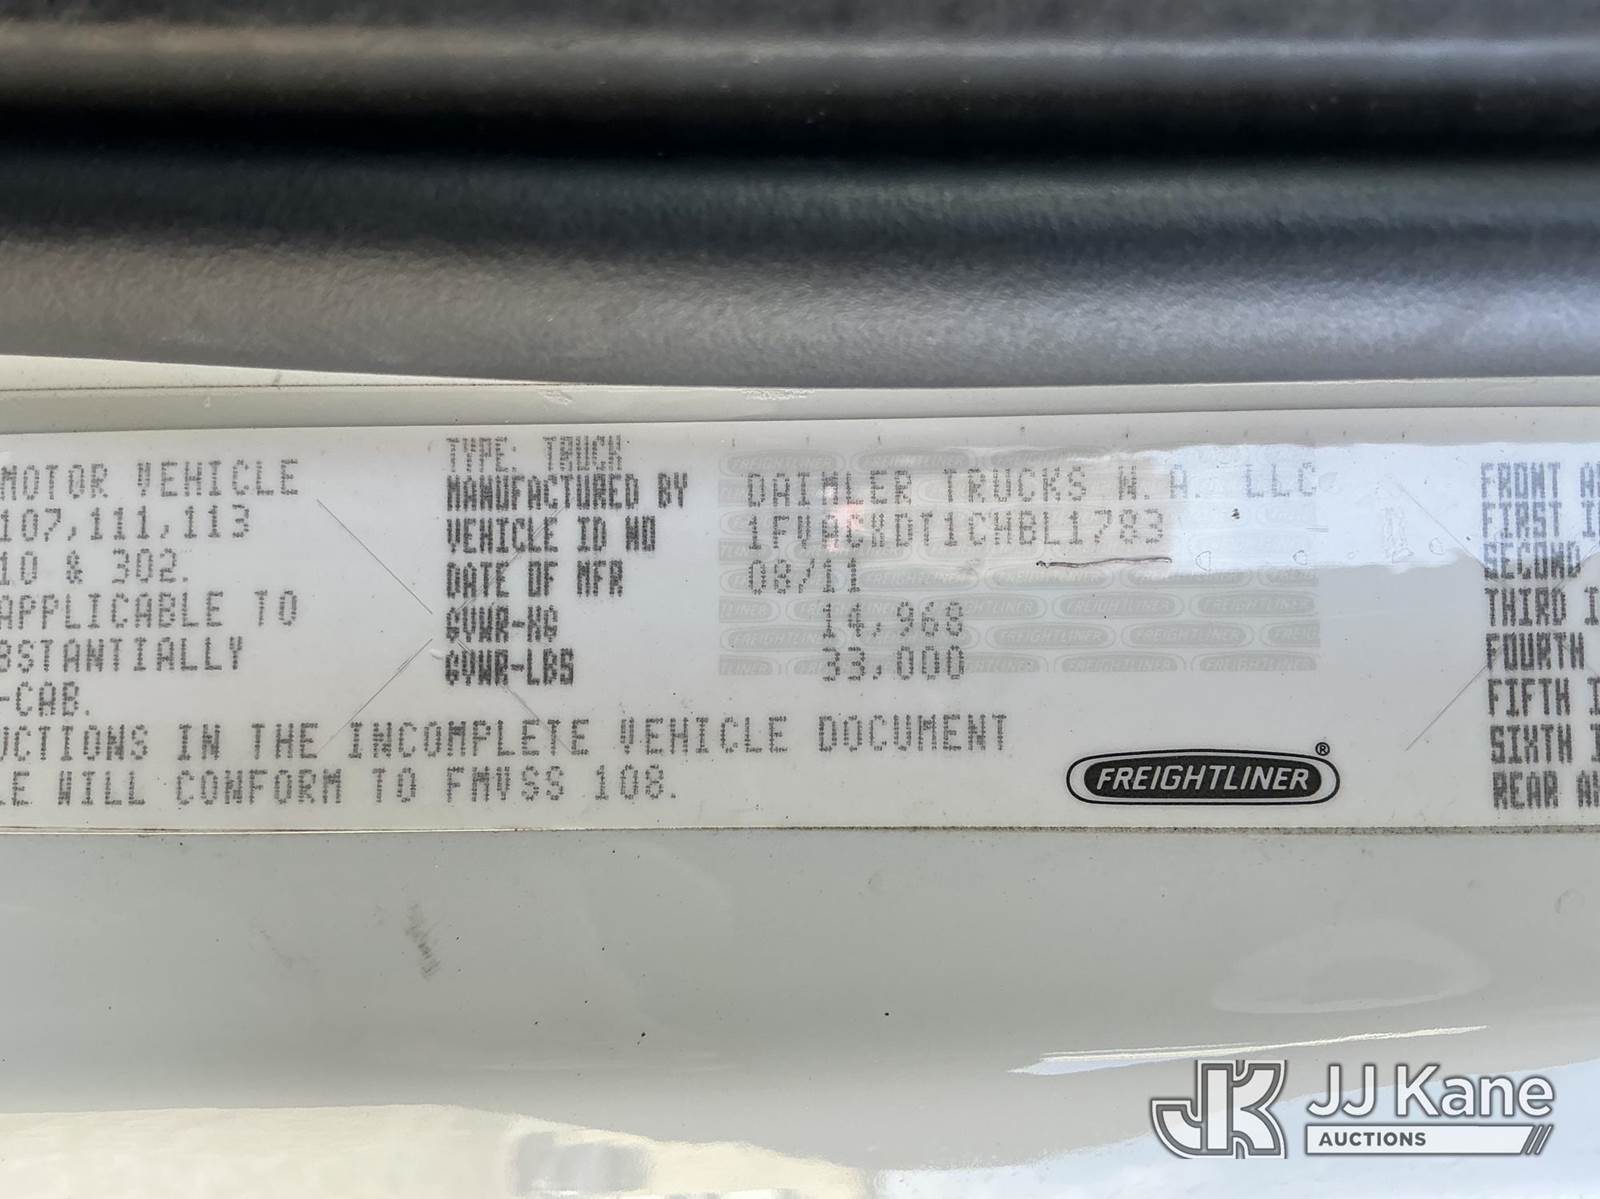 MOTOR VEHICLE
107,111,113
10 & 302.
APPLICABLE TO
BSTANTIALLY
-CAB.
UCTIONS IN THE INCOMPLETE VEHICLE DOCUMENT
LE WILL CONFORM TO FMVSS 108.
TYPE: TRUCK
MANUFACTURED BY DAIMLER TRUCKS N.A. LLC
VEHICLE ID NO 1FVACXDT1CHBL1783
DATE OF MFR 08/11
GVWR-KG 14,968
GVWR-LBS 33,000
FREIGHTLINER®
FRONT A
FIRST I
SECOND
THIRD I
FOURTH
FIFTH I
SIXTH I
REAR A
JK JJ Kane
AUCTIONS